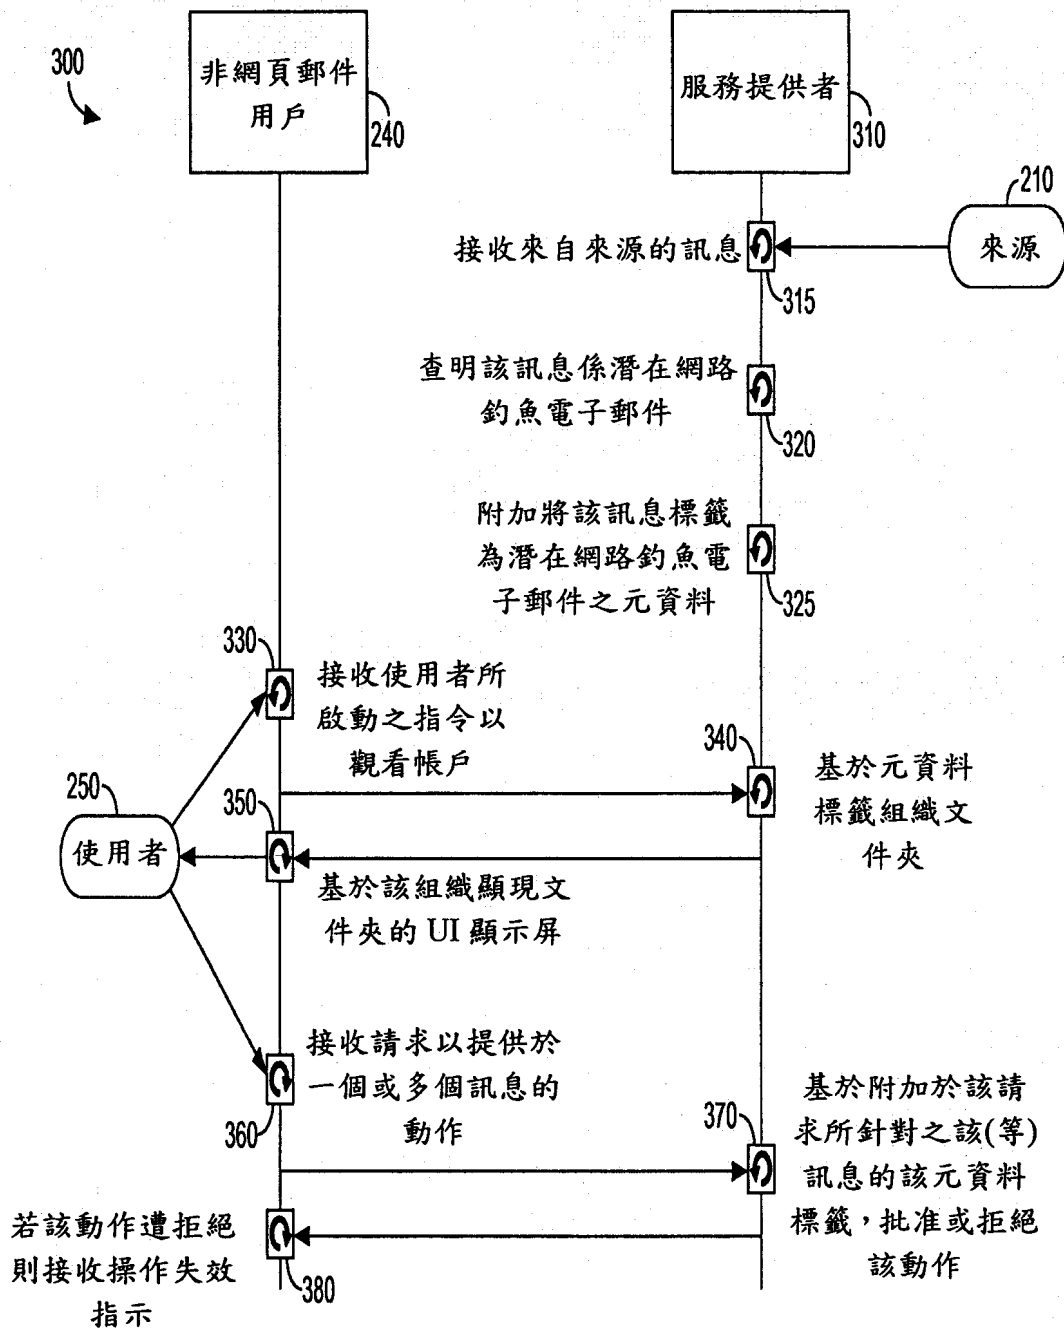 300
非網頁郵件
用戶
240
服務提供者
310
210
來源
接收來自來源的訊息
315
查明該訊息係潛在網路
釣魚電子郵件
320
附加將該訊息標籤
為潛在網路釣魚電
子郵件之元資料
325
330
接收使用者所
啟動之指令以
觀看帳戶
340
基於元資料
標籤組織文
件夾
250
使用者
350
基於該組織顯現文
件夾的 UI 顯示屏
接收請求以提供於
一個或多個訊息的
動作
360
370
基於附加於該請
求所針對之該(等)
訊息的該元資料
標籤，批准或拒絕
該動作
若該動作遭拒絕
則接收操作失效
指示
380